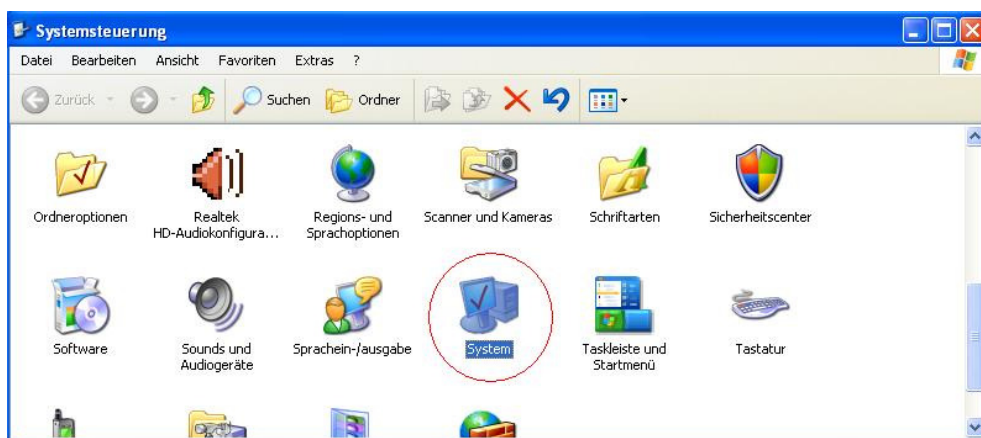 Systemsteuerung
Datei Bearbeiten Ansicht Favoriten Extras ?
Zurück Suchen Ordner
Ordneroptionen
Realtek
HD-Audiokonfigura...
Regions- und
Sprachoptionen
Scanner und Kameras
Schriftarten
Sicherheitscenter
Software
Sounds und
Audiogeräte
Sprachein-/ausgabe
System
Taskleiste und
Startmenü
Tastatur